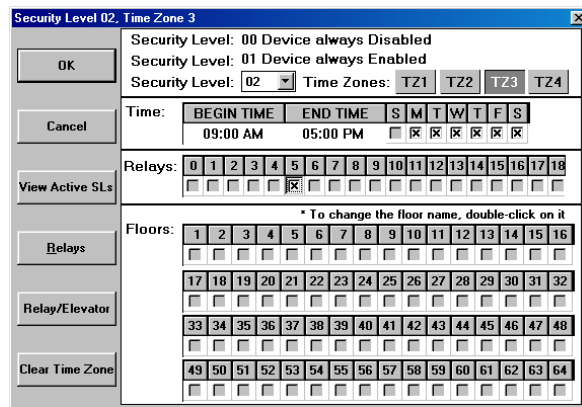 Security Level 02, Time Zone 3
OK
Cancel
View Active SLs
Relays
Relay/Elevator
Clear Time Zone
Security Level: 00 Device always Disabled
Security Level: 01 Device always Enabled
Security Level: 02 Time Zones: TZ1 TZ2 TZ3 TZ4
Time: BEGIN TIME END TIME S M T W T F S
09:00 AM 05:00 PM
Relays: 0 1 2 3 4 5 6 7 8 9 10 11 12 13 14 15 16 17 18
* To change the floor name, double-click on it
Floors: 1 2 3 4 5 6 7 8 9 10 11 12 13 14 15 16
17 18 19 20 21 22 23 24 25 26 27 28 29 30 31 32
33 34 35 36 37 38 39 40 41 42 43 44 45 46 47 48
49 50 51 52 53 54 55 56 57 58 59 60 61 62 63 64